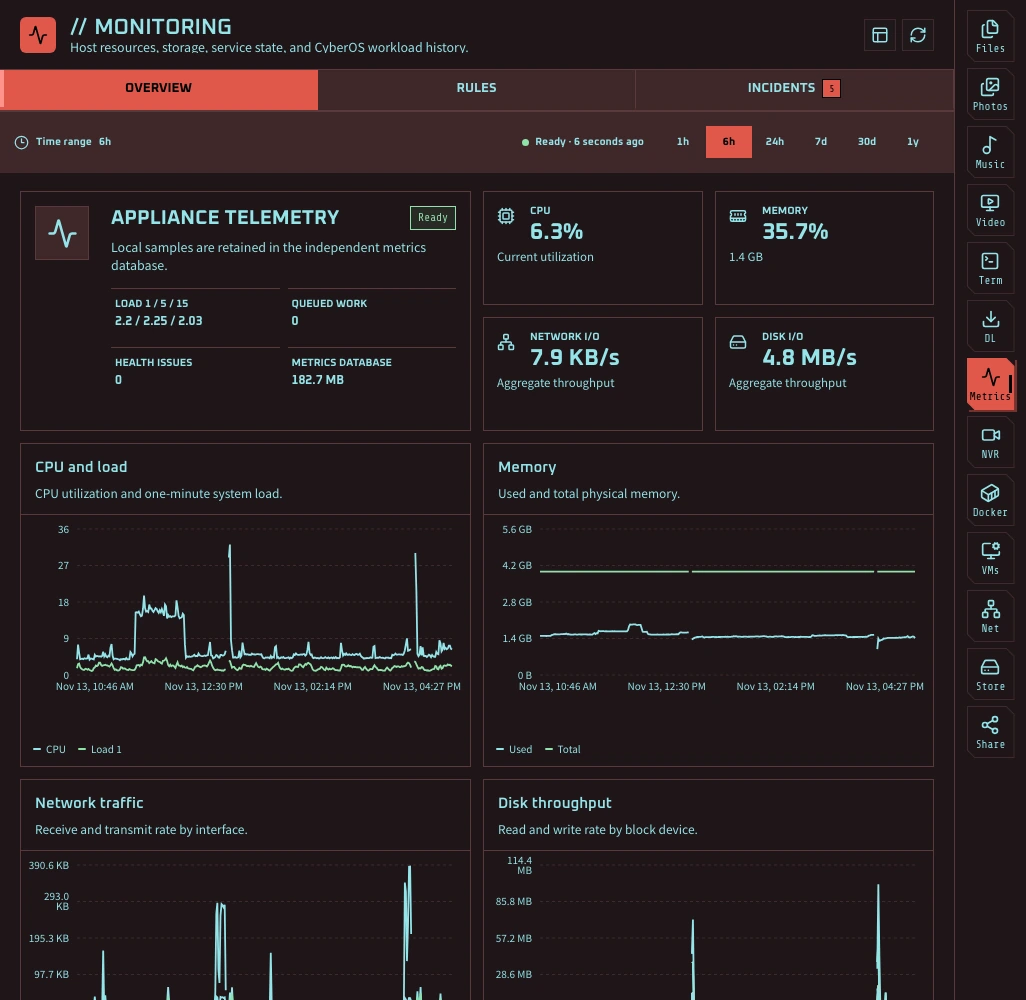 // MONITORING
Host resources, storage, service state, and CyberOS workload history.
OVERVIEW
RULES
INCIDENTS 5
Time range 6h
Ready · 6 seconds ago
1h
6h
24h
7d
30d
1y
APPLIANCE TELEMETRY
Ready
Local samples are retained in the independent metrics
database.
LOAD 1 / 5 / 15
2.2 / 2.25 / 2.03
QUEUED WORK
0
HEALTH ISSUES
0
METRICS DATABASE
182.7 MB
CPU
6.3%
Current utilization
MEMORY
35.7%
1.4 GB
NETWORK I/O
7.9 KB/s
Aggregate throughput
DISK I/O
4.8 MB/s
Aggregate throughput
CPU and load
CPU utilization and one-minute system load.
36
27
18
9
0
Nov 13, 10:46 AM
Nov 13, 12:30 PM
Nov 13, 02:14 PM
Nov 13, 04:27 PM
CPU
Load 1
Memory
Used and total physical memory.
5.6 GB
4.2 GB
2.8 GB
1.4 GB
0 B
Nov 13, 10:46 AM
Nov 13, 12:30 PM
Nov 13, 02:14 PM
Nov 13, 04:27 PM
Used
Total
Network traffic
Receive and transmit rate by interface.
390.6 KB
293.0
KB
195.3 KB
97.7 KB
Disk throughput
Read and write rate by block device.
114.4
MB
85.8 MB
57.2 MB
28.6 MB
Files
Photos
Music
Video
Term
DL
Metrics
NVR
Docker
VMs
Net
Store
Share